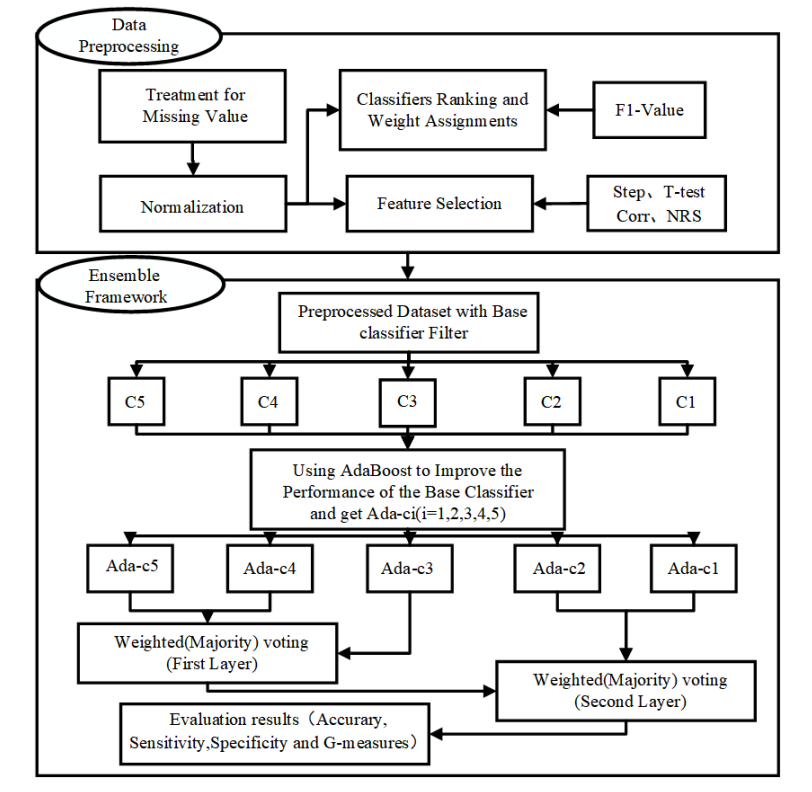 Data
Preprocessing
Treatment for
Missing Value
Classifiers Ranking and
Weight Assignments
F1-Value
Normalization
Feature Selection
Step、T-test
Corr、NRS
Ensemble
Framework
Preprocessed Dataset with Base
classifier Filter
C5
C4
C3
C2
C1
Using AdaBoost to Improve the
Performance of the Base Classifier
and get Ada-ci(i=1,2,3,4,5)
Ada-c5
Ada-c4
Ada-c3
Ada-c2
Ada-c1
Weighted(Majority) voting
(First Layer)
Weighted(Majority) voting
(Second Layer)
Evaluation results（Accurary,
Sensitivity,Specificity and G-measures）